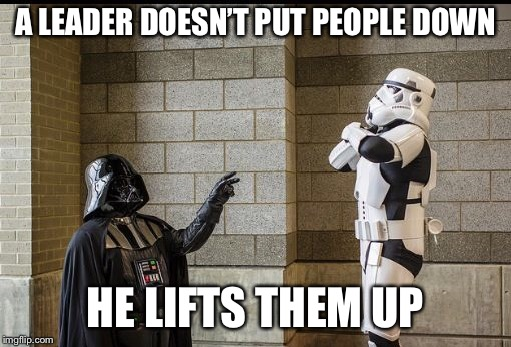 A LEADER DOESN'T PUT PEOPLE DOWN
HE LIFTS THEM UP
imgflip.com